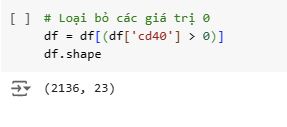 [ ] # Loại bỏ các giá trị 0
df = df[(df['cd40'] > 0)]
df.shape
(2136, 23)